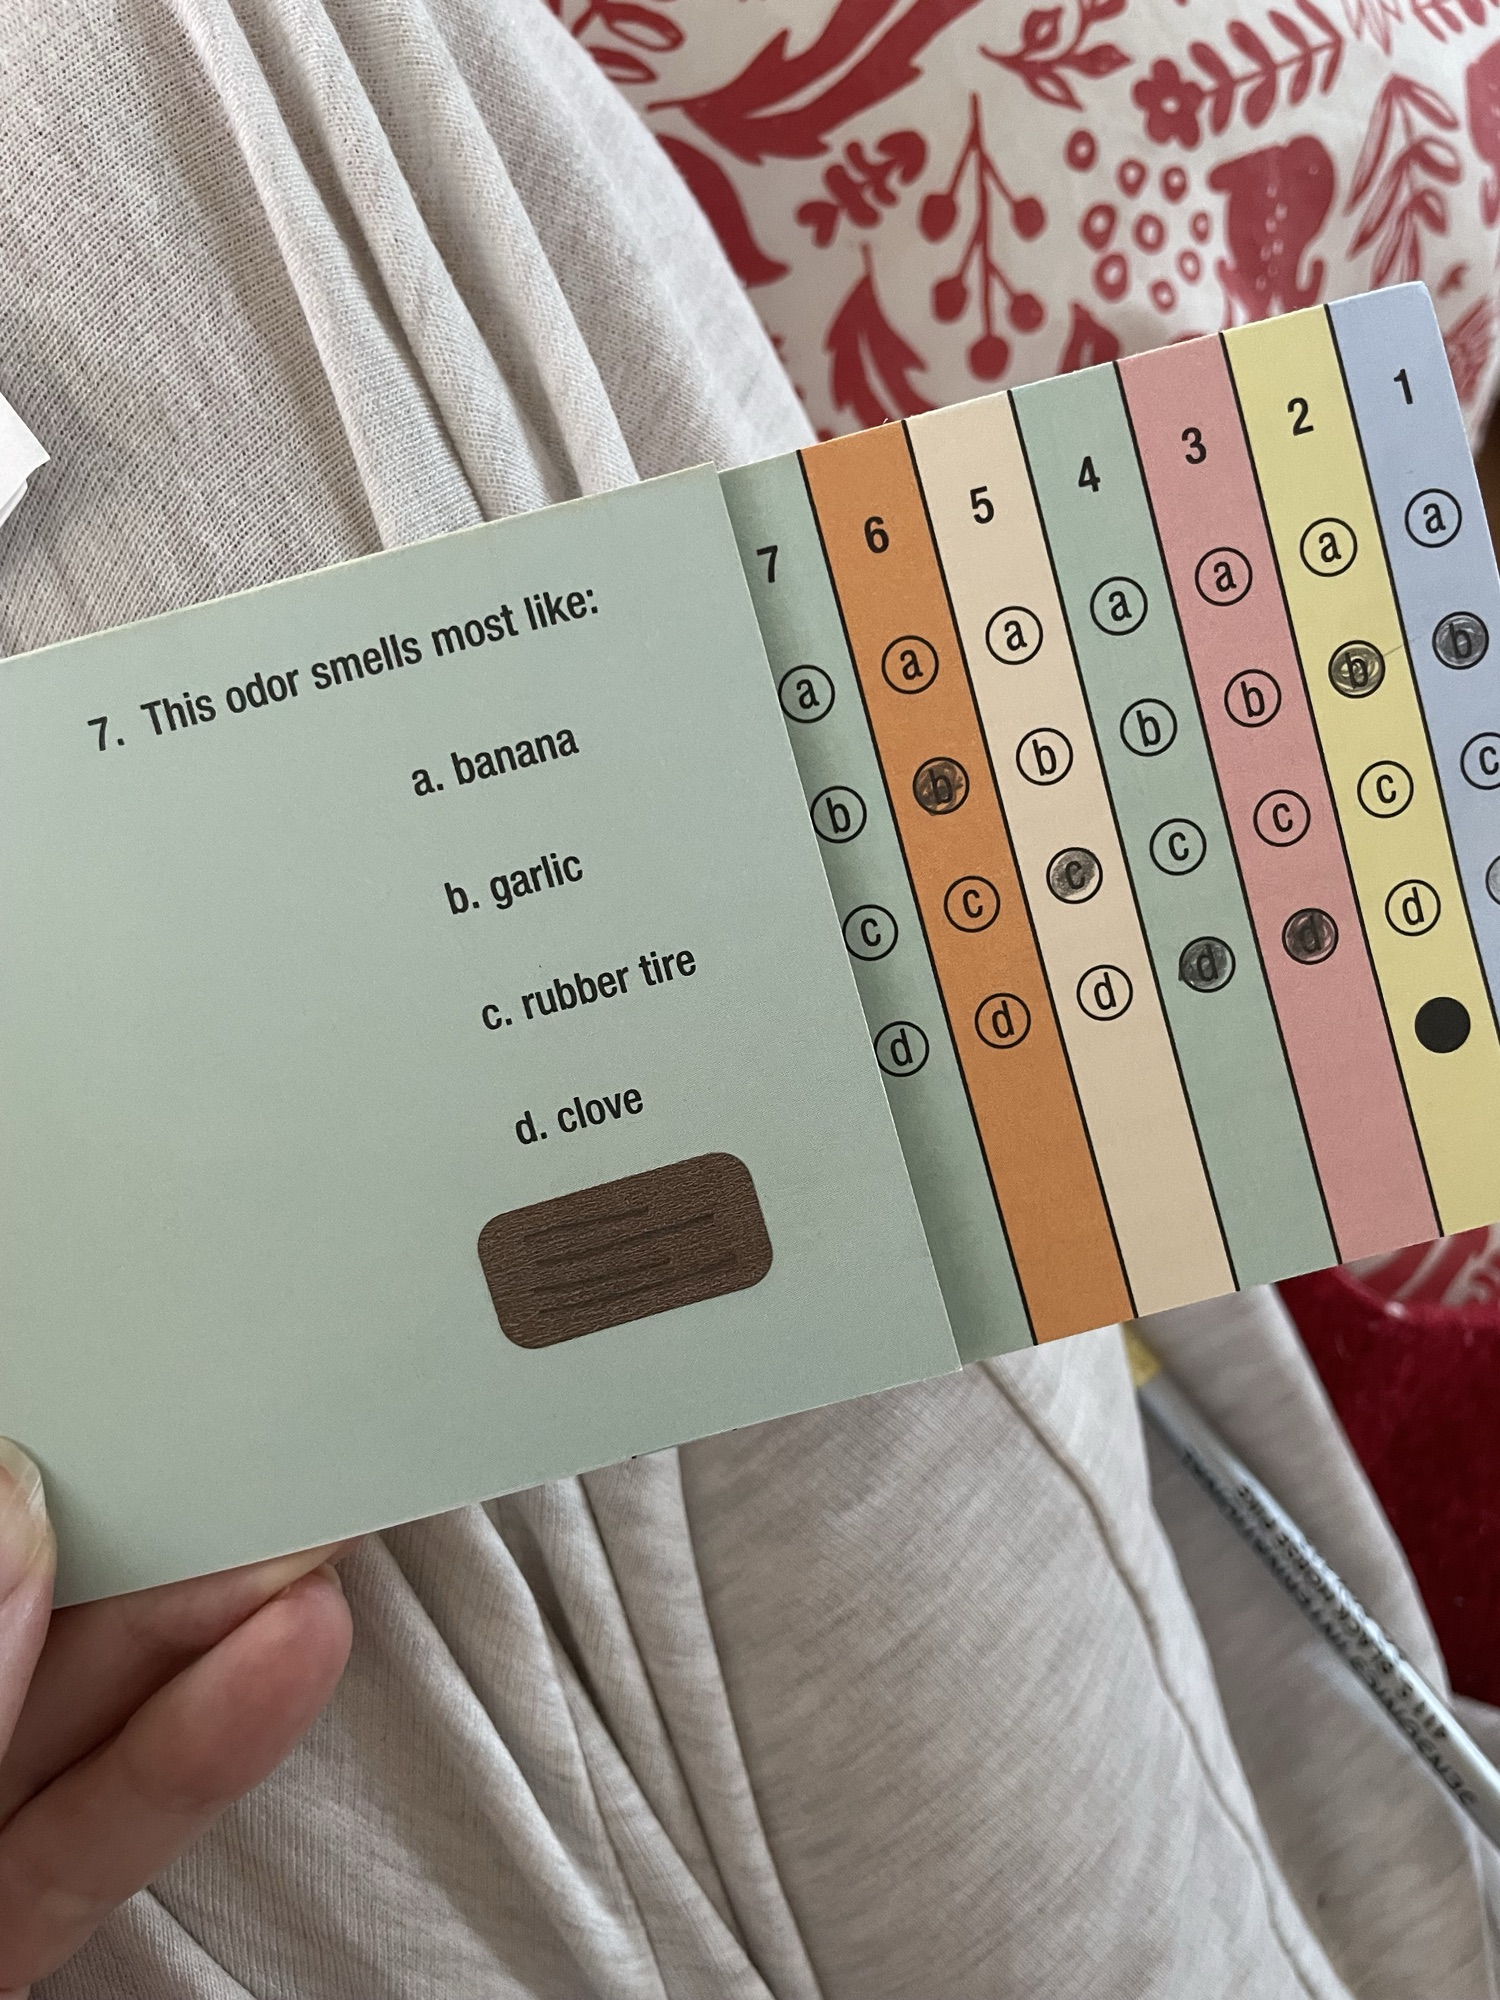 7. This odor smells most like:
a. banana
b. garlic
c. rubber tire
d. clove
7 6 5 4 3 2 1
a a a a a a a
b b b b b b b
c c c c c c c
d d d d d d